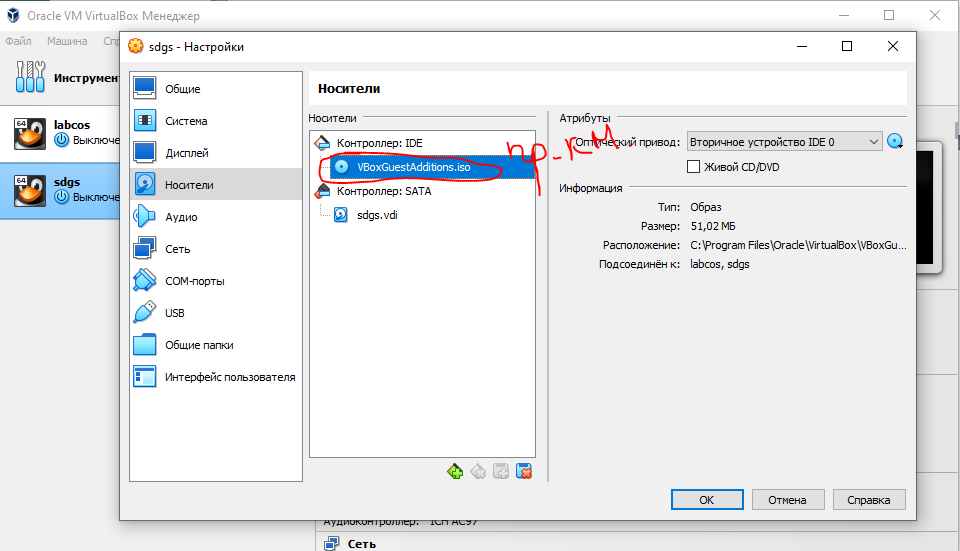 Oracle VM VirtualBox Менеджер
Файл Машина Спр
sdgs - Настройки
Инструмент
64
labcos
Выключе
64
sdgs
Выключе
Общие
Система
Дисплей
Носители
Аудио
Сеть
COM-порты
USB
Общие папки
Интерфейс пользователя
Носители
Носители
Контроллер: IDE
VBoxGuestAdditions.iso
Контроллер: SATA
sdgs.vdi
пр_км
Атрибуты
Оптический привод: Вторичное устройство IDE 0
Живой CD/DVD
Информация
Тип: Образ
Размер: 51,02 МБ
Расположение: C:\Program Files\Oracle\VirtualBox\VBoxGu...
Подсоединён к: labcos, sdgs
OK Отмена Справка
Аудиоконтроллер: ICH AC97
Сеть